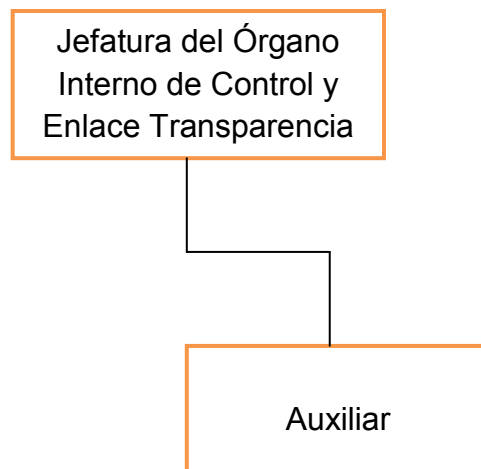 Jefatura del Órgano
Interno de Control y
Enlace Transparencia
Auxiliar